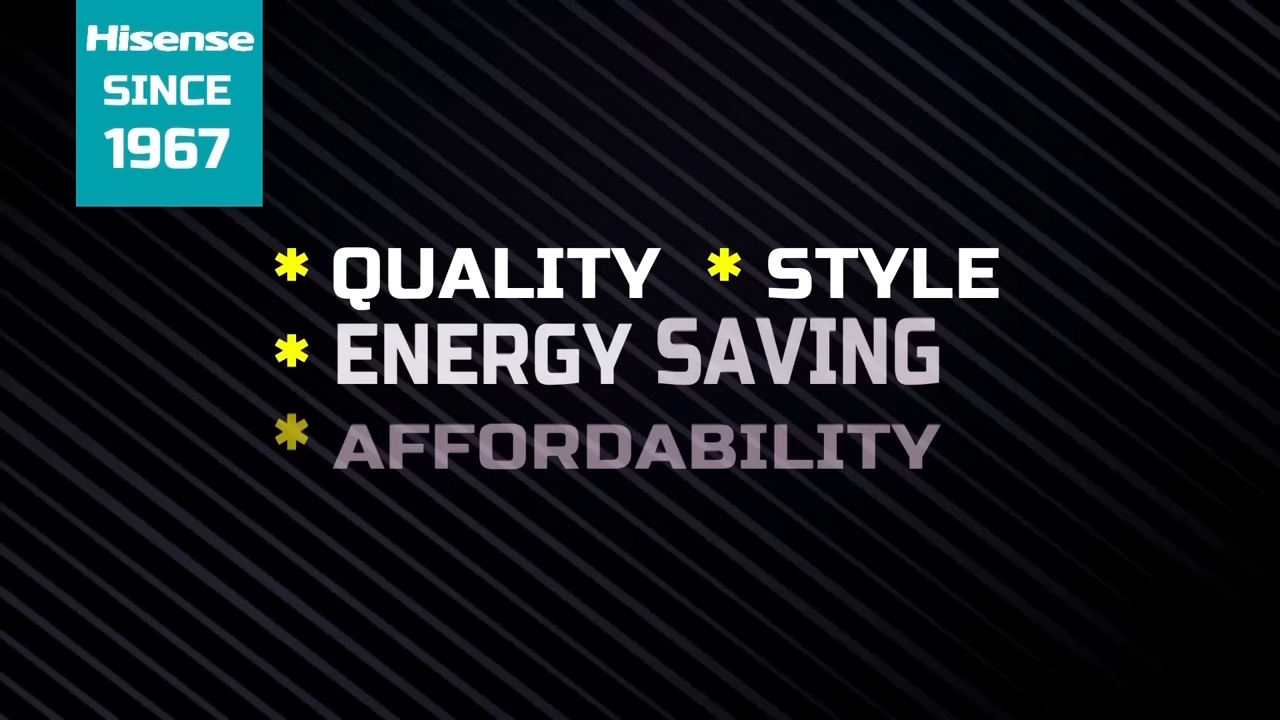 Hisense
SINCE
1967
* QUALITY * STYLE
* ENERGY SAVING
* AFFORDABILITY